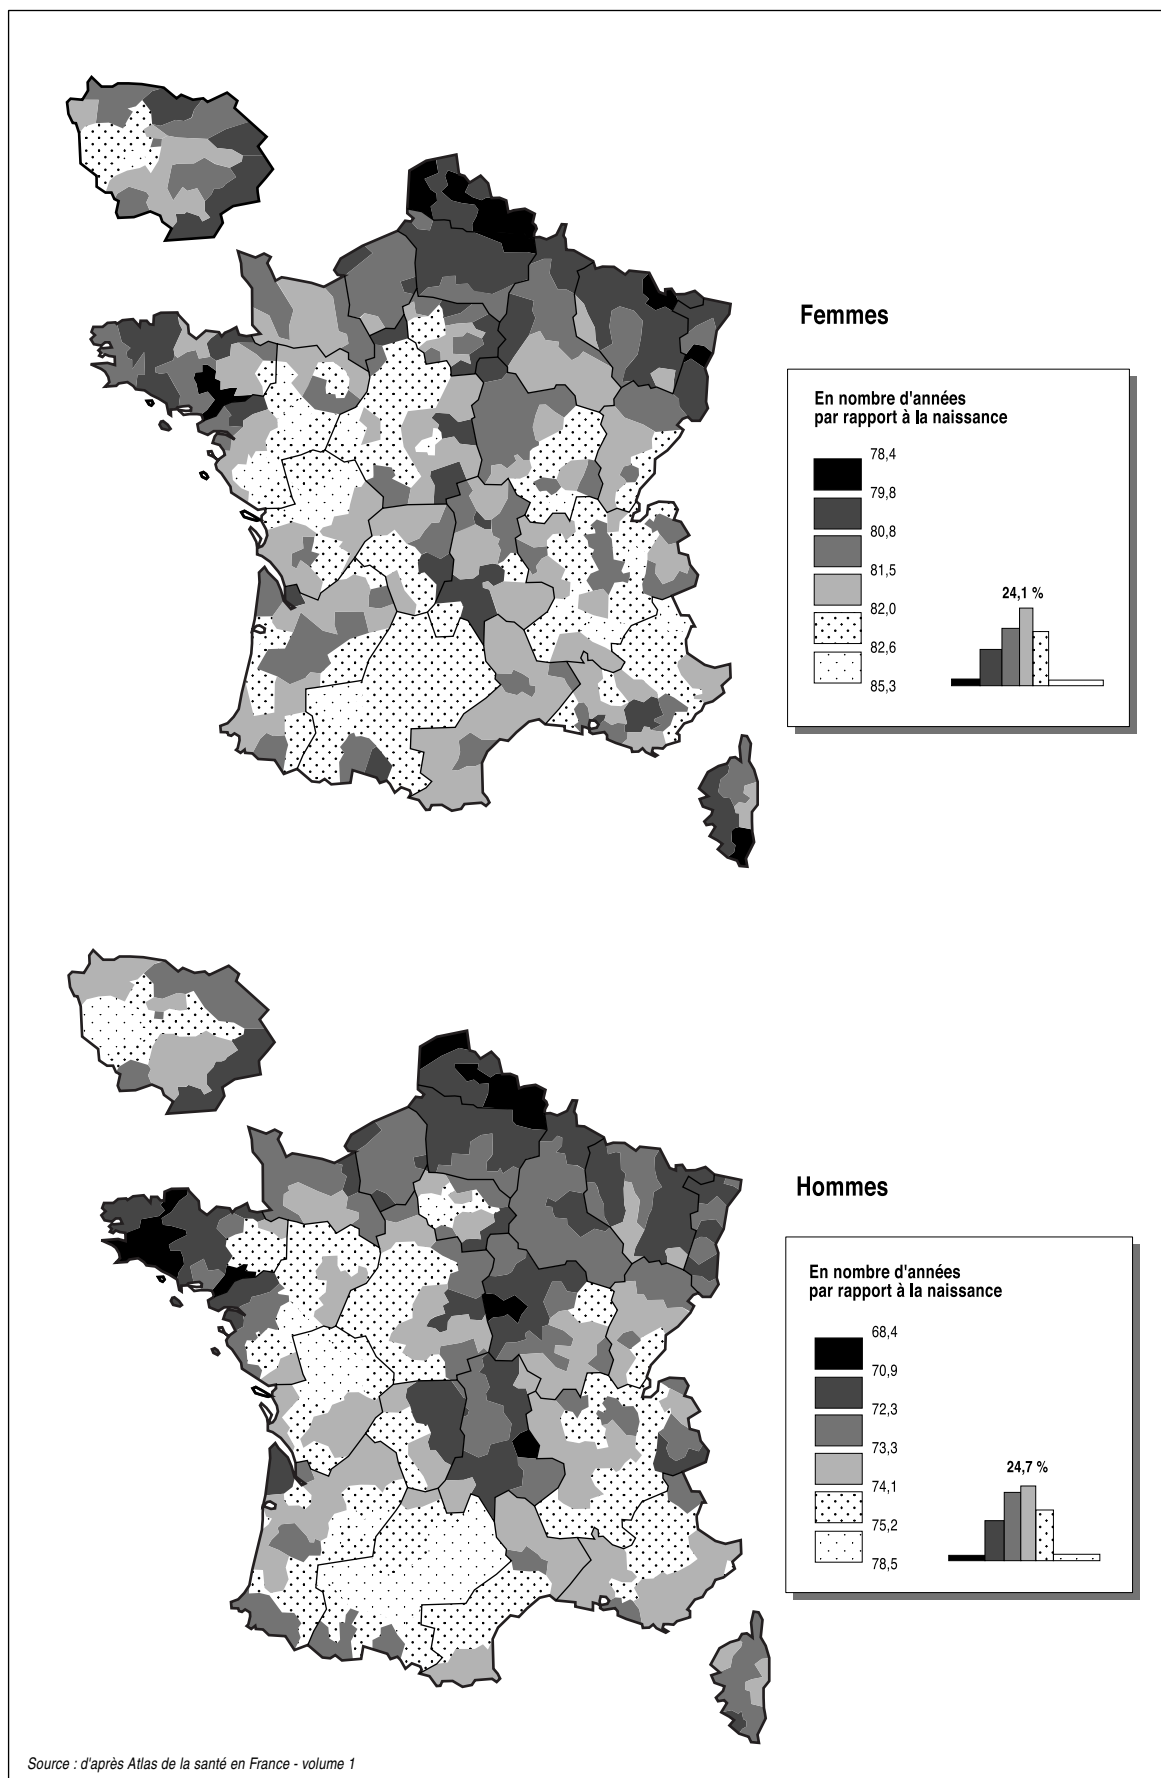 Femmes
En nombre d'années
par rapport à la naissance
78,4
79,8
80,8
81,5
82,0
82,6
85,3
24,1 %
Hommes
En nombre d'années
par rapport à la naissance
68,4
70,9
72,3
73,3
74,1
75,2
78,5
24,7 %
Source : d'après Atlas de la santé en France - volume 1